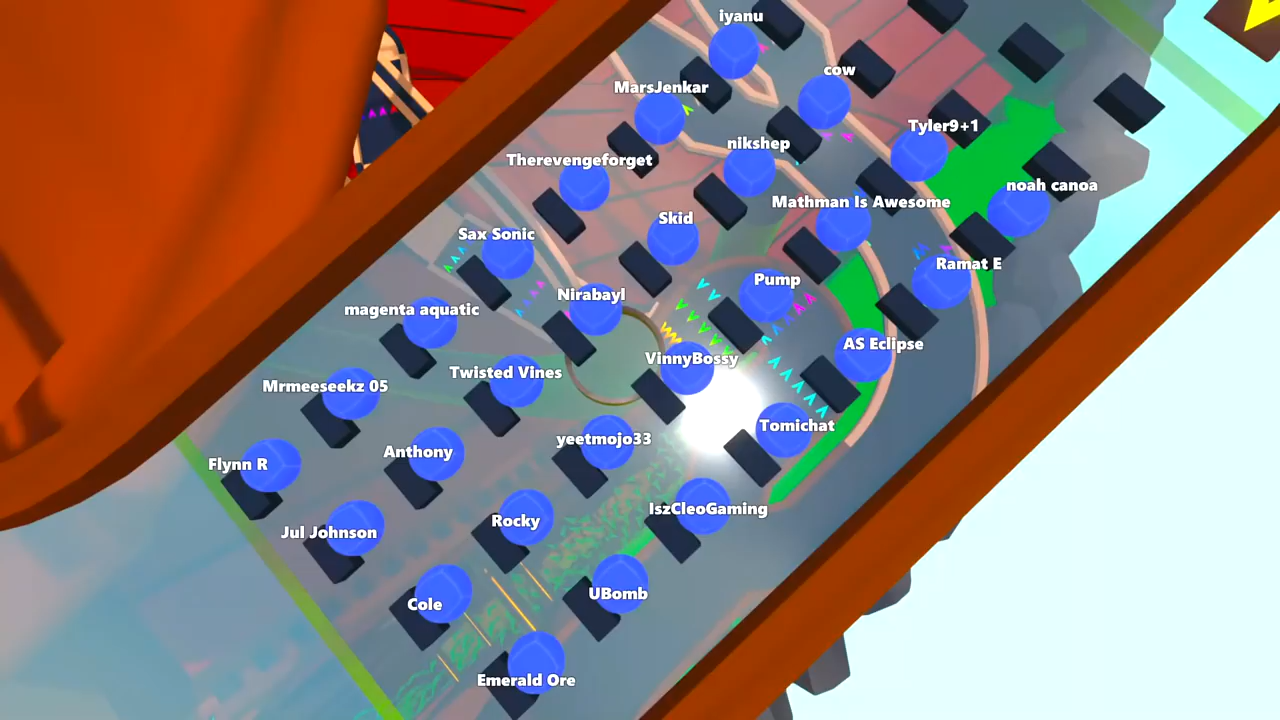 iyanu
cow
MarsJenkar
Tyler9+1
nikshep
Therevengeforget
noah canoa
Mathman Is Awesome
Skid
Sax Sonic
Ramat E
Pump
Nirabayl
magenta aquatic
AS Eclipse
VinnyBossy
Twisted Vines
Mrmeeseekz 05
Tomichat
yeetmojo33
Anthony
Flynn R
IszCleoGaming
Rocky
Jul Johnson
UBomb
Cole
Emerald Ore